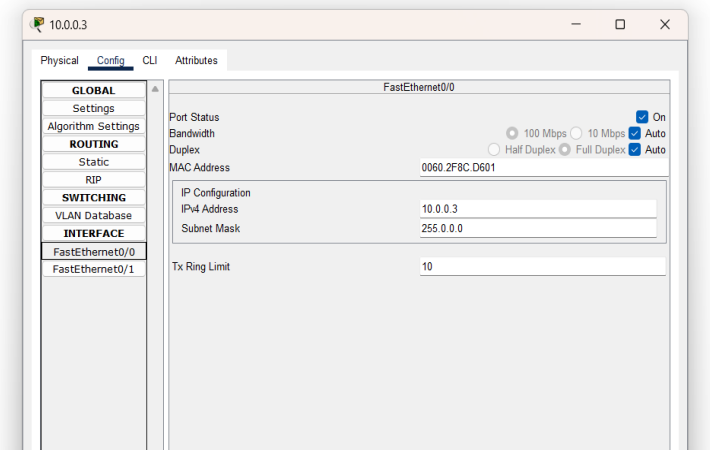 10.0.0.3
Physical Config CLI Attributes
GLOBAL
Settings
Algorithm Settings
ROUTING
Static
RIP
SWITCHING
VLAN Database
INTERFACE
FastEthernet0/0
FastEthernet0/1
FastEthernet0/0
Port Status On
Bandwidth 100 Mbps 10 Mbps Auto
Duplex Half Duplex Full Duplex Auto
MAC Address 0060.2F8C.D601
IP Configuration
IPv4 Address 10.0.0.3
Subnet Mask 255.0.0.0
Tx Ring Limit 10